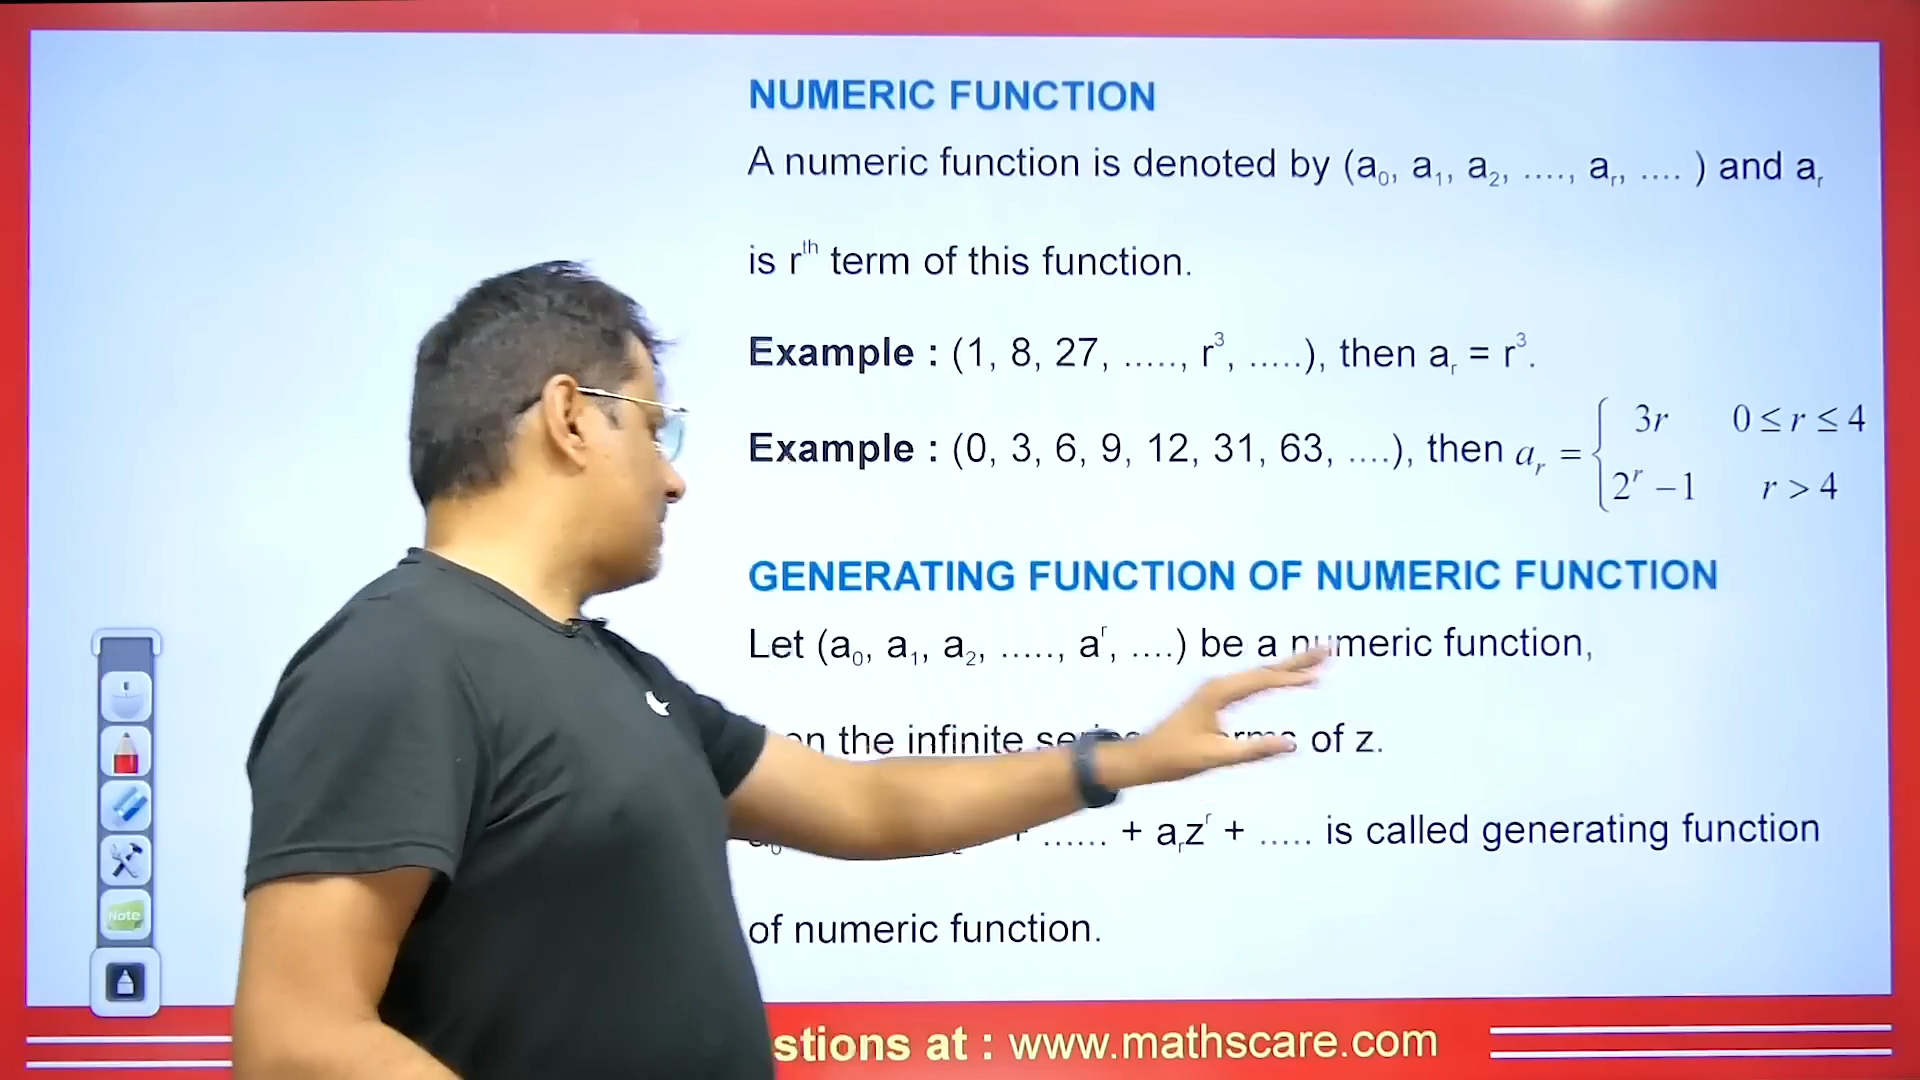 NUMERIC FUNCTION
A numeric function is denoted by (a₀, a₁, a₂, ...., aᵣ, .... ) and aᵣ
is rᵗʰ term of this function.
Example : (1, 8, 27, ....., r³, .....), then aᵣ = r³.
Example : (0, 3, 6, 9, 12, 31, 63, ....), then aᵣ = { 3r 0 ≤ r ≤ 4
2ʳ − 1 r > 4
GENERATING FUNCTION OF NUMERIC FUNCTION
Let (a₀, a₁, a₂, ....., aʳ, ....) be a numeric function,
the infinite of z.
+ ...... + aᵣzʳ + ..... is called generating function
of numeric function.
Note
at : www.mathscare.com